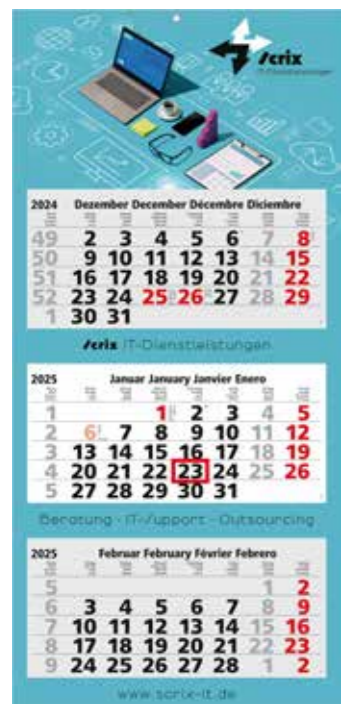 Scrix
IT-Dienstleistungen
2024 Dezember December Décembre Diciembre
49 2 3 4 5 6 7 8
50 9 10 11 12 13 14 15
51 16 17 18 19 20 21 22
52 23 24 25 26 27 28 29
1 30 31
Scrix IT-Dienstleistungen
2025 Januar January Janvier Enero
1 1 2 3 4 5
2 6 7 8 9 10 11 12
3 13 14 15 16 17 18 19
4 20 21 22 23 24 25 26
5 27 28 29 30 31
Beratung · IT-Support · Outsourcing
2025 Februar February Février Febrero
5 1 2
6 3 4 5 6 7 8 9
7 10 11 12 13 14 15 16
8 17 18 19 20 21 22 23
9 24 25 26 27 28 1 2
www.scrix-it.de